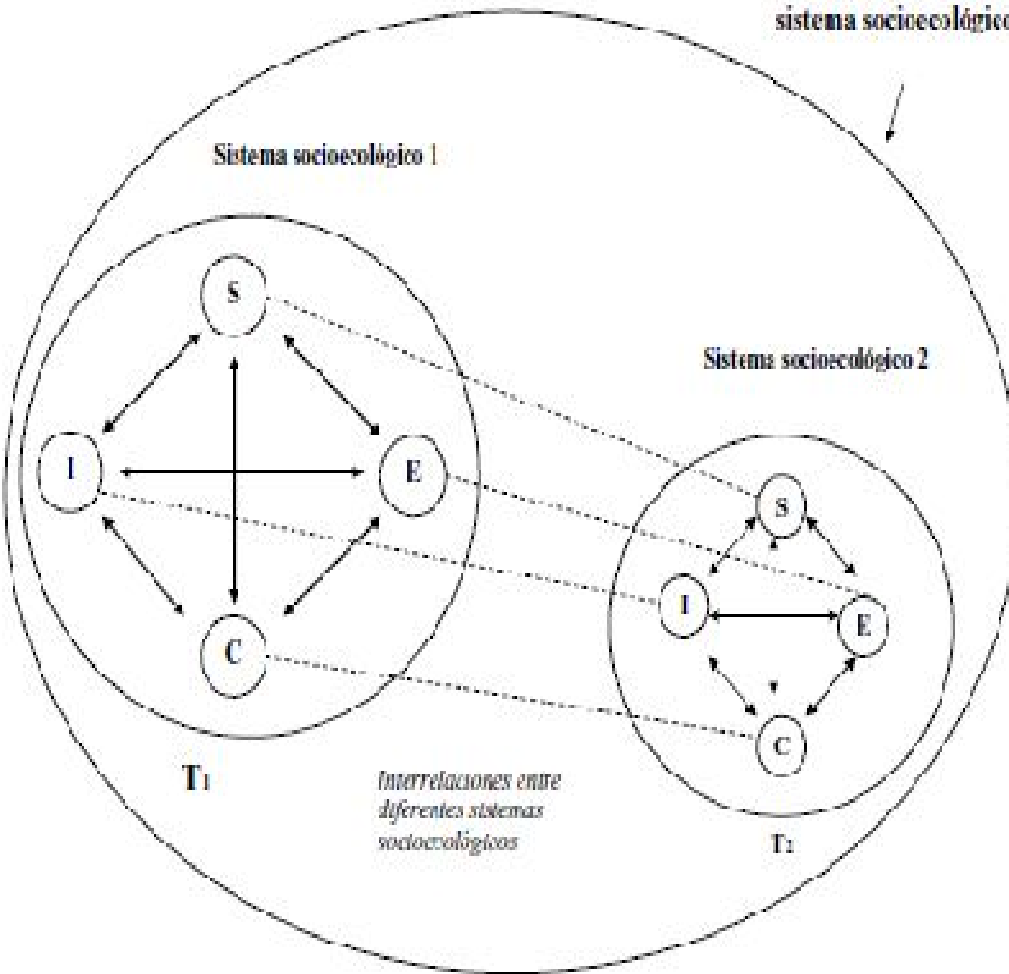 sistema socioecológico
Sistema socioecológico 1
S
I
E
C
T1
Sistema socioecológico 2
S
I
E
C
T2
Interrelaciones entre
diferentes sistemas
socioecológicos